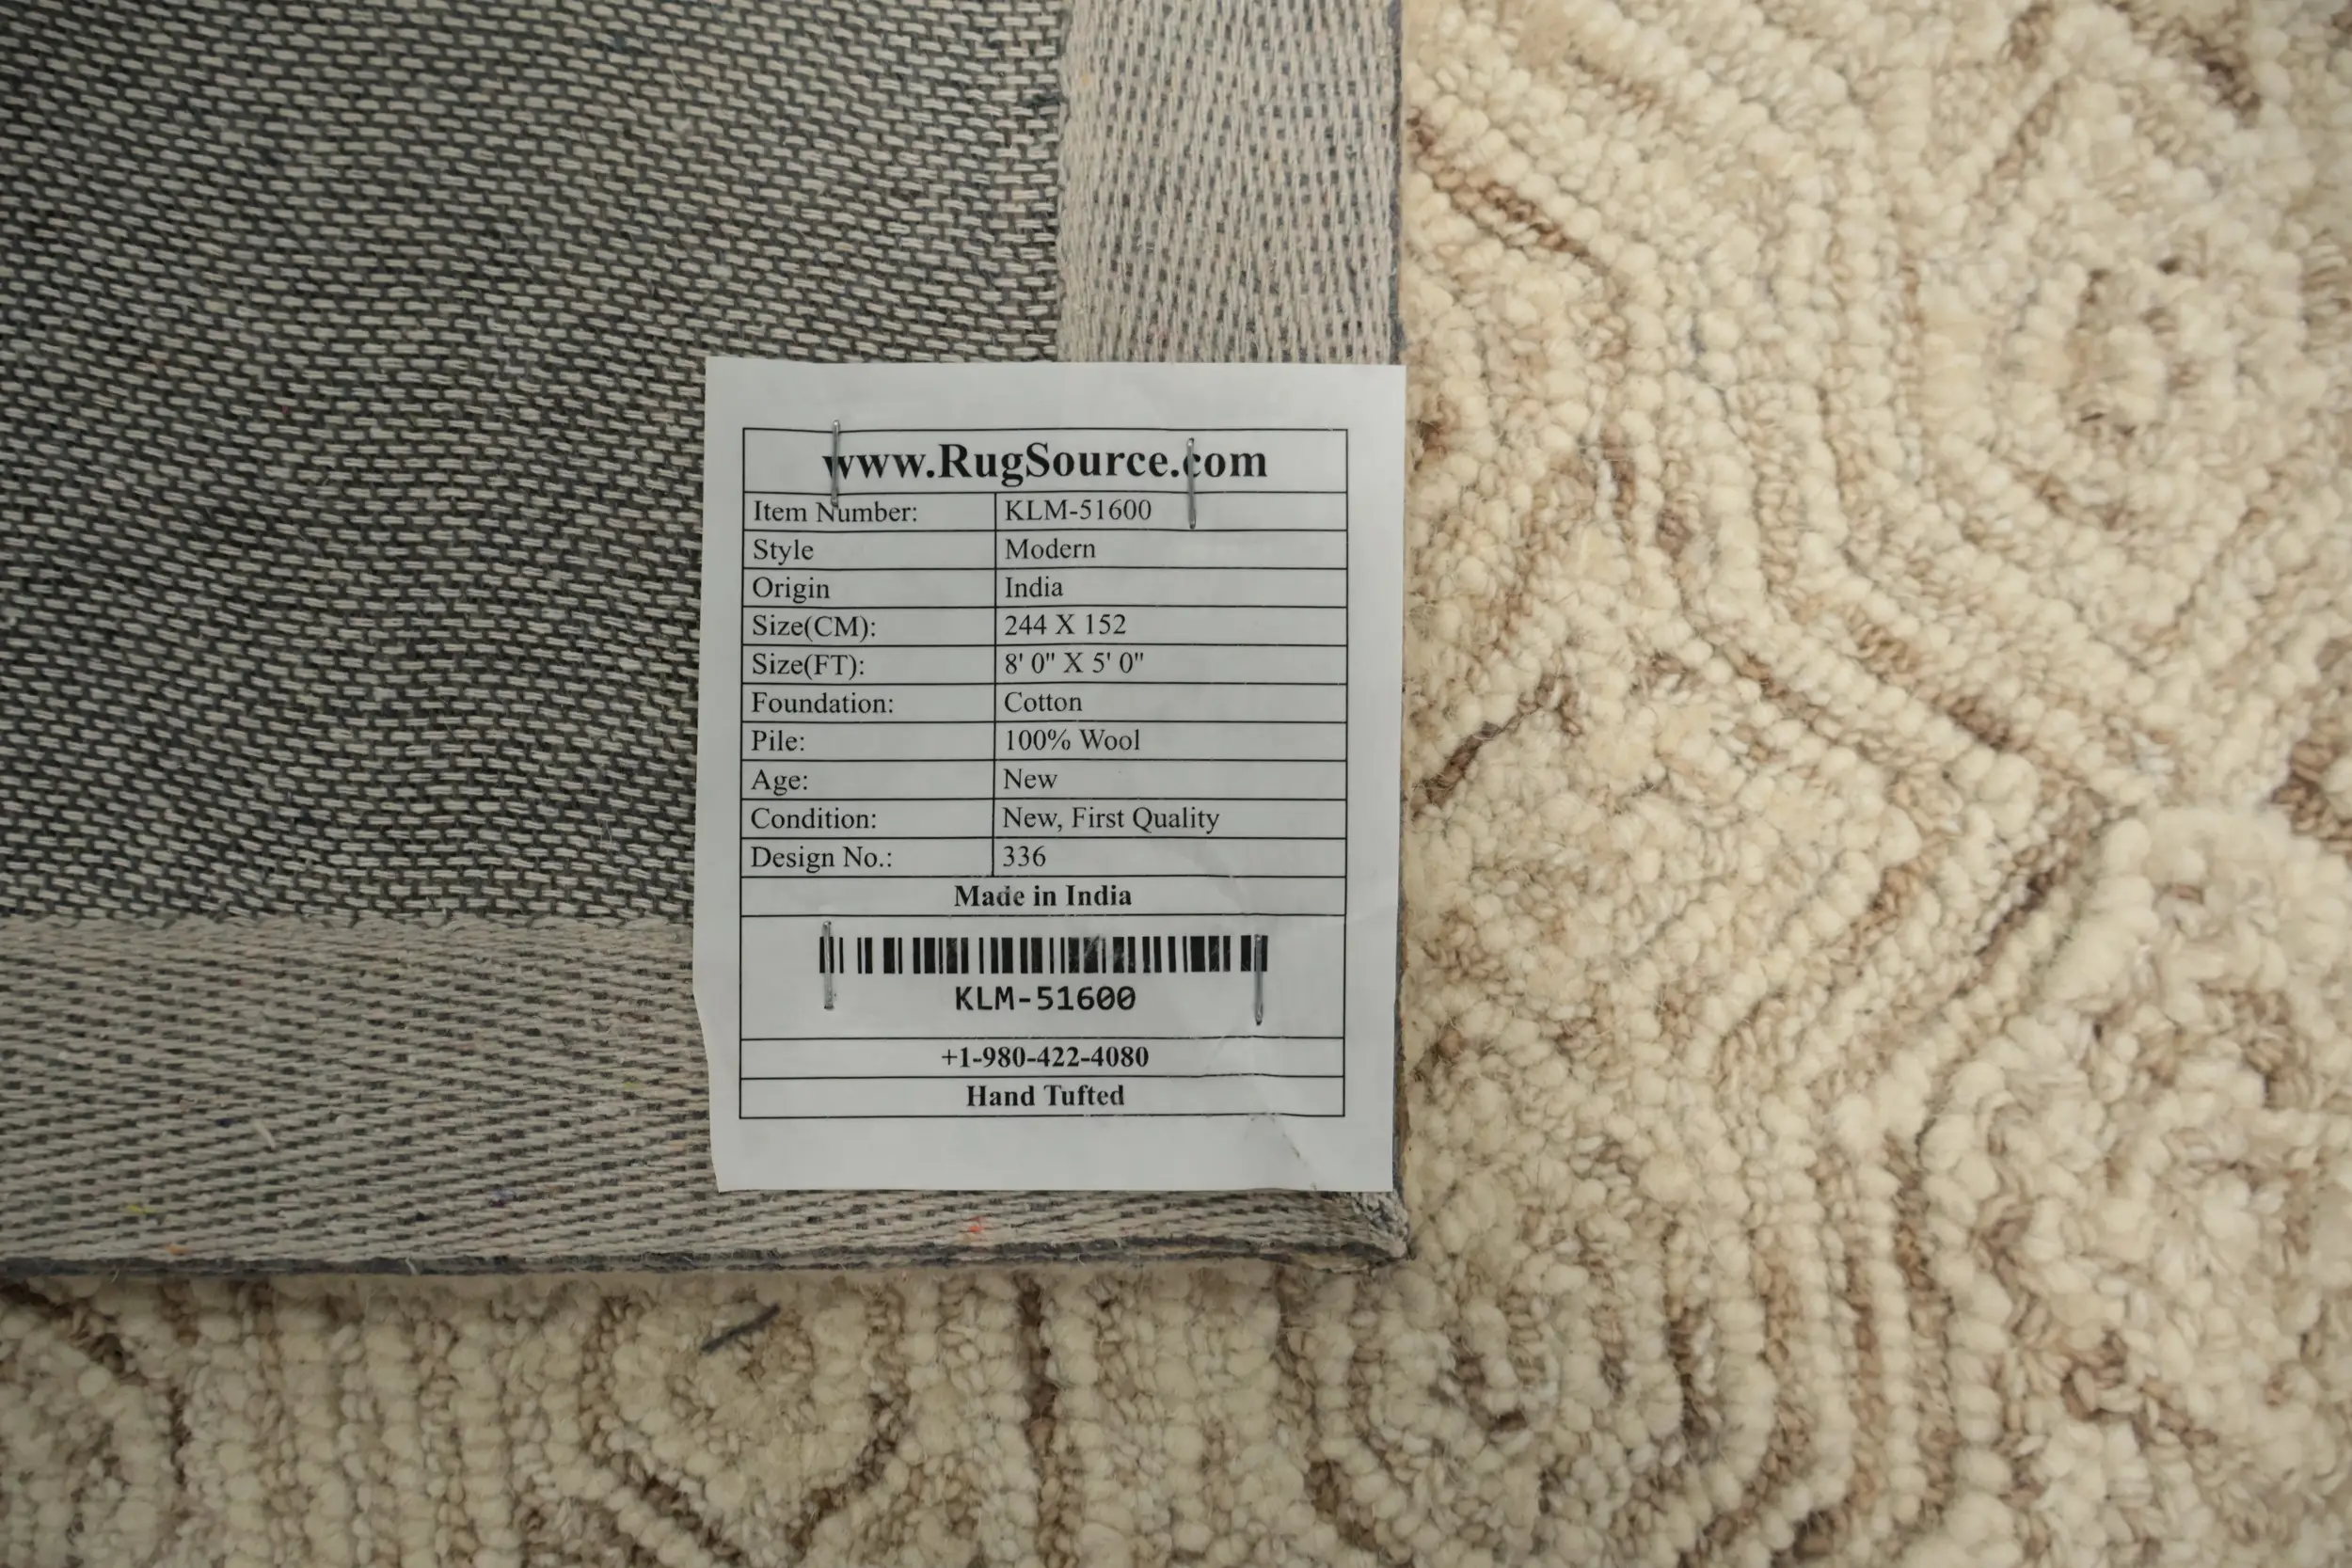 www.RugSource.com
Item Number: KLM-51600
Style Modern
Origin India
Size(CM): 244 X 152
Size(FT): 8' 0" X 5' 0"
Foundation: Cotton
Pile: 100% Wool
Age: New
Condition: New, First Quality
Design No.: 336
Made in India
KLM-51600
+1-980-422-4080
Hand Tufted